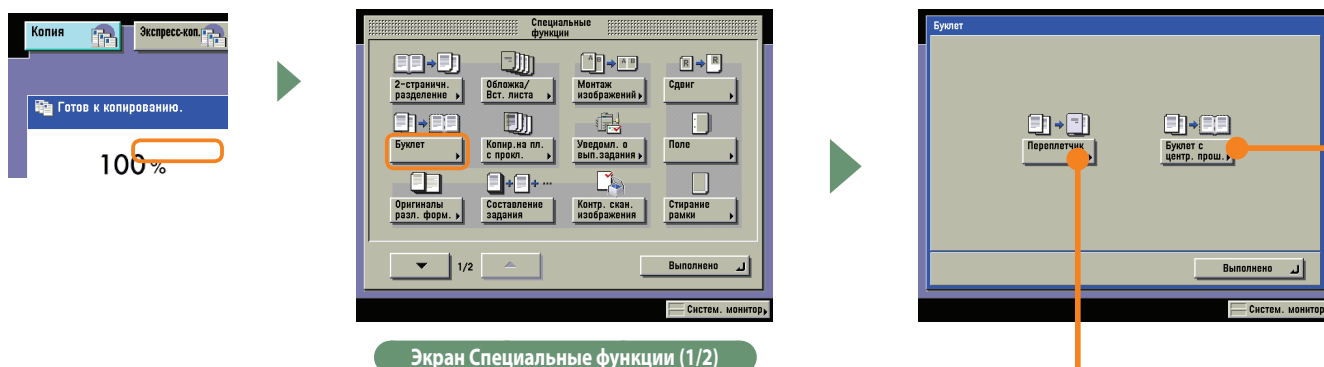 Копия
Экспресс-коп.
Готов к копированию.
100 %
Специальные
функции
2-страничн.
разделение
Обложка/
Вст. листа
Монтаж
изображений
Сдвиг
Буклет
Копир.на пл.
с прокл.
Уведомл. о
вып.задания
Поле
Оригиналы
разл. форм.
Составление
задания
Контр. скан.
изображения
Стирание
рамки
1/2
Выполнено
Систем. монитор
Экран Специальные функции (1/2)
Буклет
Переплетчик
Буклет с
центр. прош.
Выполнено
Систем. монитор